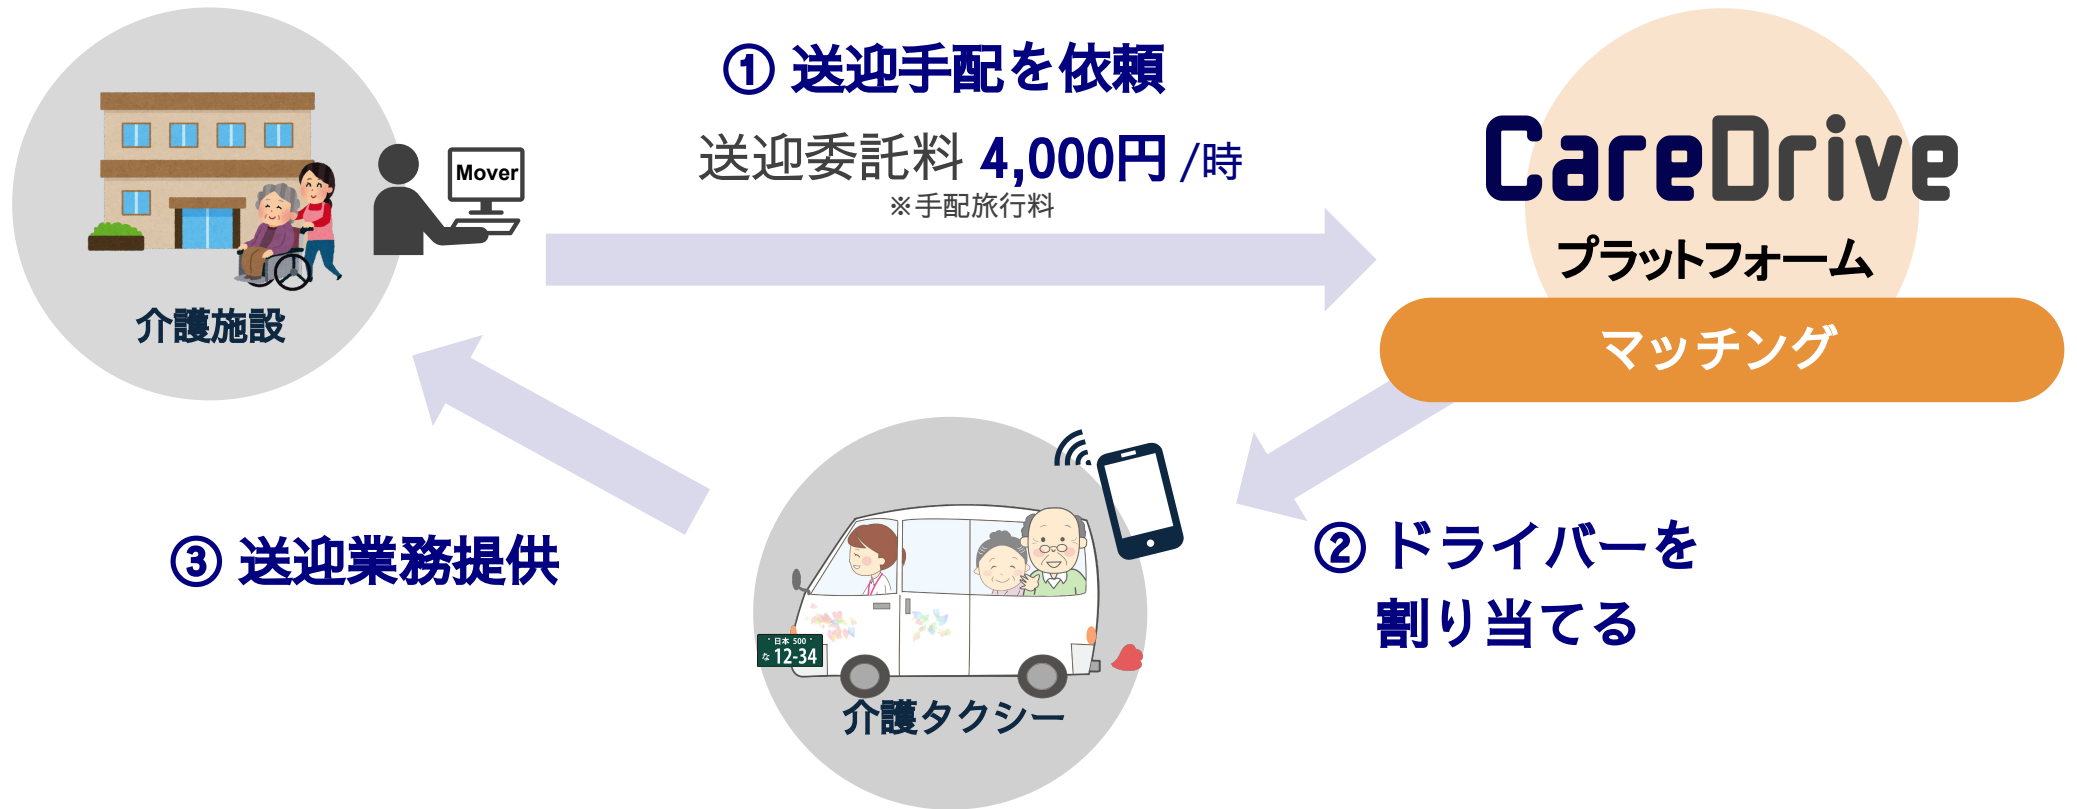 ① 送迎手配を依頼
送迎委託料 4,000円 /時
※手配旅行料
Mover
介護施設
CareDrive
プラットフォーム
マッチング
② ドライバーを
割り当てる
③ 送迎業務提供
日本 500
な 12-34
介護タクシー